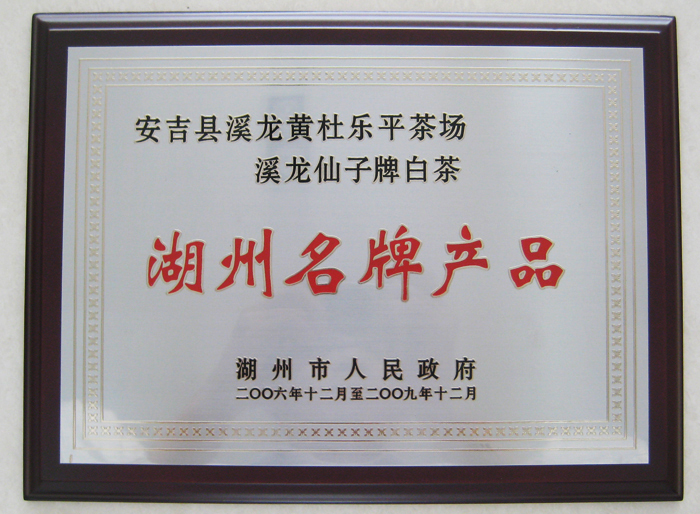 安吉县溪龙黄杜乐平茶场
溪龙仙子牌白茶
湖州名牌产品
湖州市人民政府
二〇〇六年十二月至二〇〇九年十二月